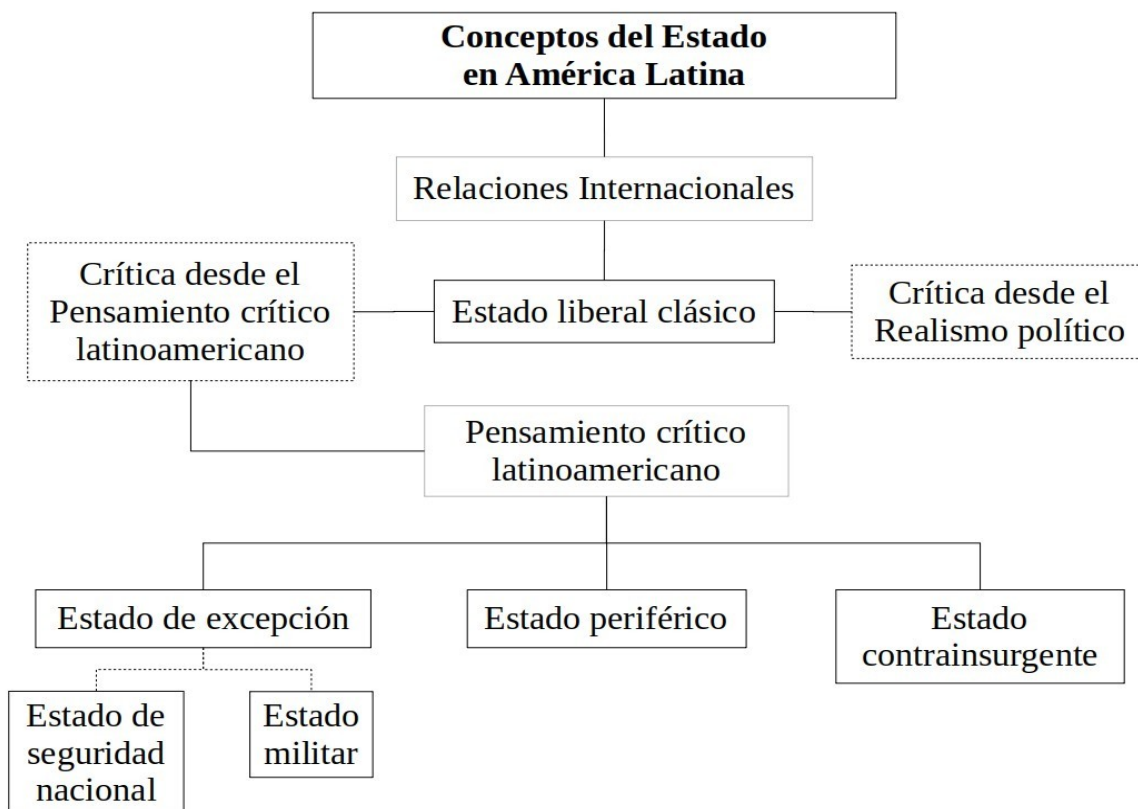 Conceptos del Estado
en América Latina
Relaciones Internacionales
Crítica desde el
Pensamiento crítico
latinoamericano
Estado liberal clásico
Crítica desde el
Realismo político
Pensamiento crítico
latinoamericano
Estado de excepción
Estado periférico
Estado
contrainsurgente
Estado de
seguridad
nacional
Estado
militar